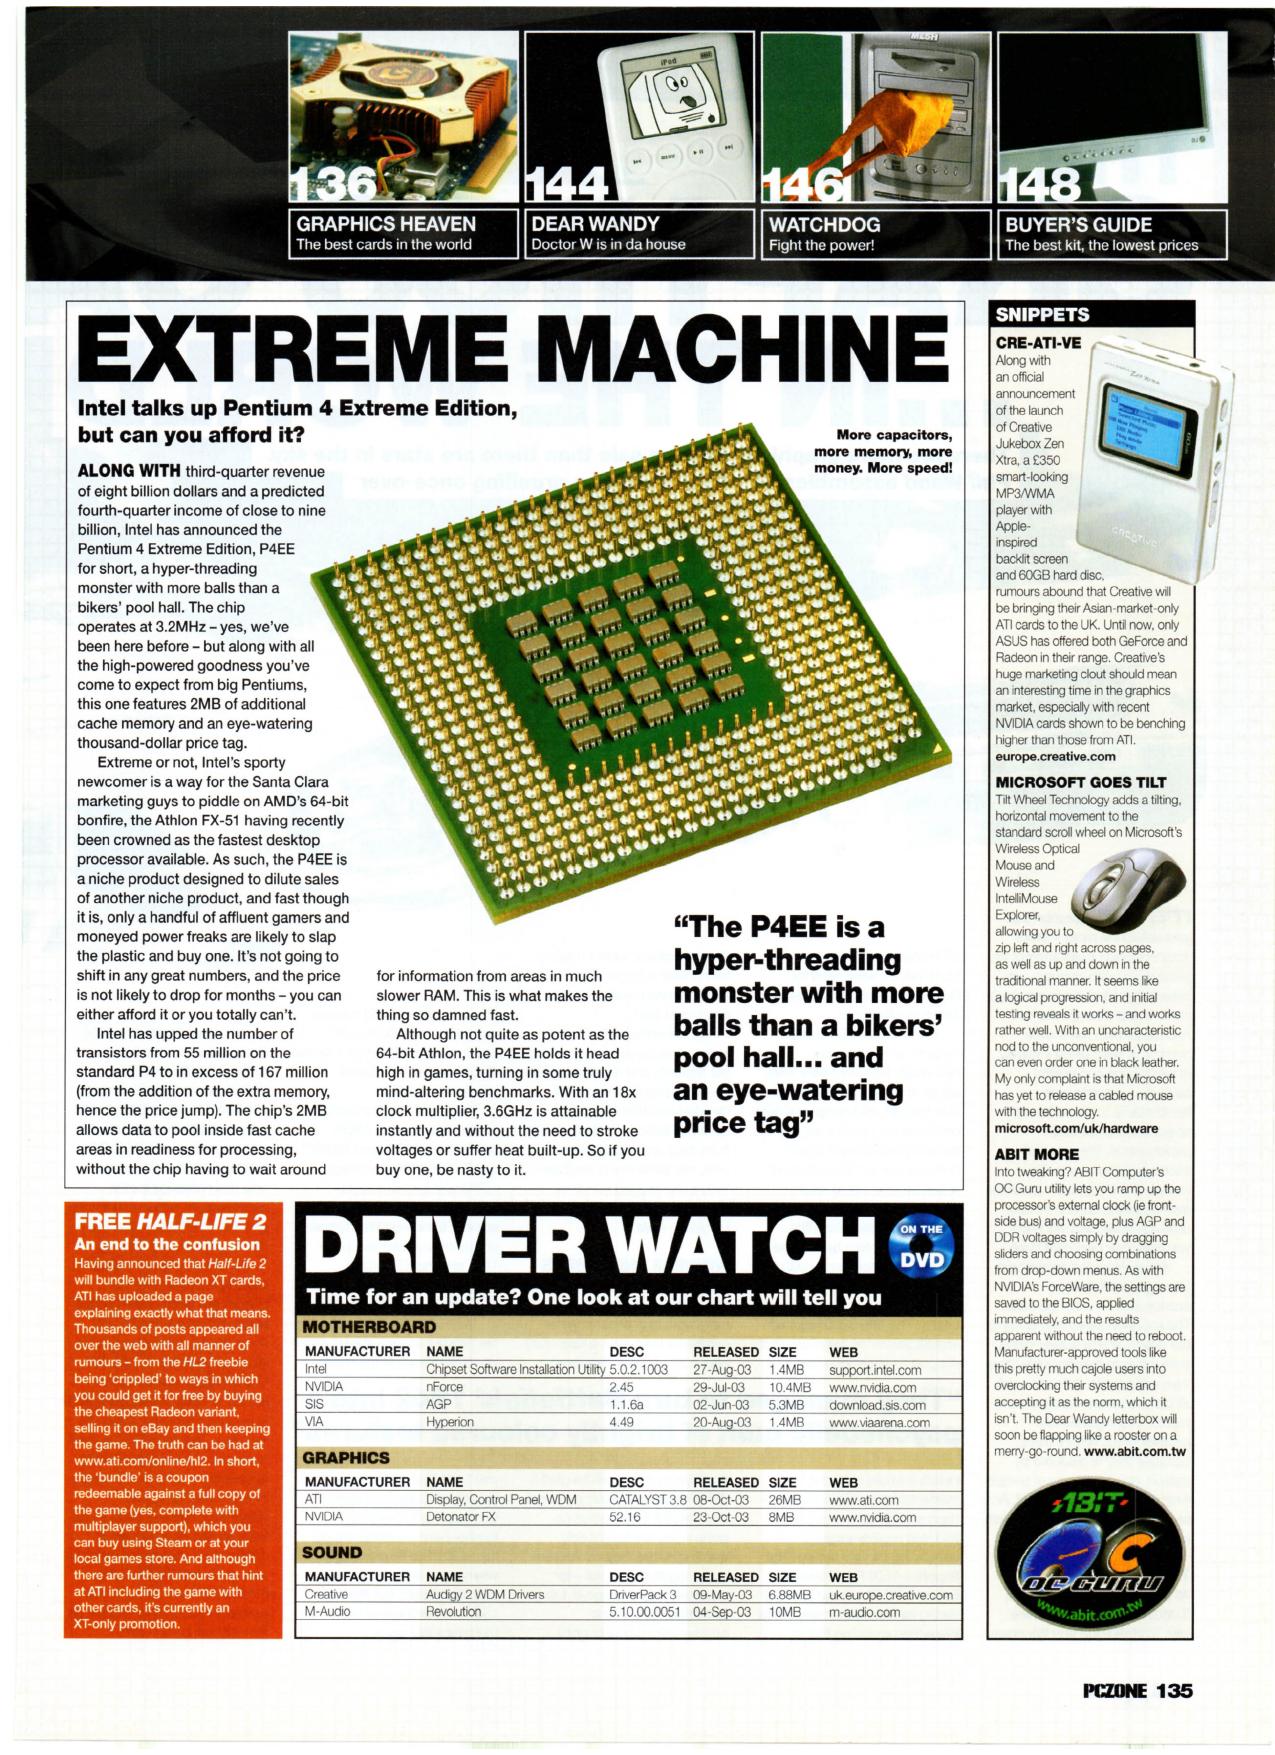 MESH
iPod
136
144
146
148
GRAPHICS HEAVEN
The best cards in the world
DEAR WANDY
Doctor W is in da house
WATCHDOG
Fight the power!
BUYER'S GUIDE
The best kit, the lowest prices
EXTREME MACHINE
Intel talks up Pentium 4 Extreme Edition,
but can you afford it?
More capacitors,
more memory, more
money. More speed!
ALONG WITH third-quarter revenue
of eight billion dollars and a predicted
fourth-quarter income of close to nine
billion, Intel has announced the
Pentium 4 Extreme Edition, P4EE
for short, a hyper-threading
monster with more balls than a
bikers' pool hall. The chip
operates at 3.2MHz – yes, we've
been here before – but along with all
the high-powered goodness you've
come to expect from big Pentiums,
this one features 2MB of additional
cache memory and an eye-watering
thousand-dollar price tag.
Extreme or not, Intel's sporty
newcomer is a way for the Santa Clara
marketing guys to piddle on AMD's 64-bit
bonfire, the Athlon FX-51 having recently
been crowned as the fastest desktop
processor available. As such, the P4EE is
a niche product designed to dilute sales
of another niche product, and fast though
it is, only a handful of affluent gamers and
moneyed power freaks are likely to slap
the plastic and buy one. It's not going to
shift in any great numbers, and the price
is not likely to drop for months – you can
either afford it or you totally can't.
Intel has upped the number of
transistors from 55 million on the
standard P4 to in excess of 167 million
(from the addition of the extra memory,
hence the price jump). The chip's 2MB
allows data to pool inside fast cache
areas in readiness for processing,
without the chip having to wait around
for information from areas in much
slower RAM. This is what makes the
thing so damned fast.
Although not quite as potent as the
64-bit Athlon, the P4EE holds it head
high in games, turning in some truly
mind-altering benchmarks. With an 18x
clock multiplier, 3.6GHz is attainable
instantly and without the need to stroke
voltages or suffer heat built-up. So if you
buy one, be nasty to it.
“The P4EE is a
hyper-threading
monster with more
balls than a bikers’
pool hall... and
an eye-watering
price tag”
SNIPPETS
CRE-ATI-VE
Along with
an official
announcement
of the launch
of Creative
Jukebox Zen
Xtra, a £350
smart-looking
MP3/WMA
player with
Apple-
inspired
backlit screen
and 60GB hard disc,
rumours abound that Creative will
be bringing their Asian-market-only
ATI cards to the UK. Until now, only
ASUS has offered both GeForce and
Radeon in their range. Creative's
huge marketing clout should mean
an interesting time in the graphics
market, especially with recent
NVIDIA cards shown to be benching
higher than those from ATI.
europe.creative.com
CREATIVE
MICROSOFT GOES TILT
Tilt Wheel Technology adds a tilting,
horizontal movement to the
standard scroll wheel on Microsoft's
Wireless Optical
Mouse and
Wireless
IntelliMouse
Explorer,
allowing you to
zip left and right across pages,
as well as up and down in the
traditional manner. It seems like
a logical progression, and initial
testing reveals it works – and works
rather well. With an uncharacteristic
nod to the unconventional, you
can even order one in black leather.
My only complaint is that Microsoft
has yet to release a cabled mouse
with the technology.
microsoft.com/uk/hardware
ABIT MORE
Into tweaking? ABIT Computer's
OC Guru utility lets you ramp up the
processor's external clock (ie front-
side bus) and voltage, plus AGP and
DDR voltages simply by dragging
sliders and choosing combinations
from drop-down menus. As with
NVIDIA's ForceWare, the settings are
saved to the BIOS, applied
immediately, and the results
apparent without the need to reboot.
Manufacturer-approved tools like
this pretty much cajole users into
overclocking their systems and
accepting it as the norm, which it
isn't. The Dear Wandy letterbox will
soon be flapping like a rooster on a
merry-go-round. www.abit.com.tw
ABIT
OC GURU
www.abit.com.tw
FREE HALF-LIFE 2
An end to the confusion
Having announced that Half-Life 2
will bundle with Radeon XT cards,
ATI has uploaded a page
explaining exactly what that means.
Thousands of posts appeared all
over the web with all manner of
rumours – from the HL2 freebie
being 'crippled' to ways in which
you could get it for free by buying
the cheapest Radeon variant,
selling it on eBay and then keeping
the game. The truth can be had at
www.ati.com/online/hl2. In short,
the 'bundle' is a coupon
redeemable against a full copy of
the game (yes, complete with
multiplayer support), which you
can buy using Steam or at your
local games store. And although
there are further rumours that hint
at ATI including the game with
other cards, it's currently an
XT-only promotion.
DRIVER WATCH
ON THE
DVD
Time for an update? One look at our chart will tell you
MOTHERBOARD
MANUFACTURER NAME DESC RELEASED SIZE WEB
Intel Chipset Software Installation Utility 5.0.2.1003 27-Aug-03 1.4MB support.intel.com
NVIDIA nForce 2.45 29-Jul-03 10.4MB www.nvidia.com
SIS AGP 1.1.6a 02-Jun-03 5.3MB download.sis.com
VIA Hyperion 4.49 20-Aug-03 1.4MB www.viaarena.com
GRAPHICS
MANUFACTURER NAME DESC RELEASED SIZE WEB
ATI Display, Control Panel, WDM CATALYST 3.8 08-Oct-03 26MB www.ati.com
NVIDIA Detonator FX 52.16 23-Oct-03 8MB www.nvidia.com
SOUND
MANUFACTURER NAME DESC RELEASED SIZE WEB
Creative Audigy 2 WDM Drivers DriverPack 3 09-May-03 6.88MB uk.europe.creative.com
M-Audio Revolution 5.10.00.0051 04-Sep-03 10MB m-audio.com
PCZONE 135